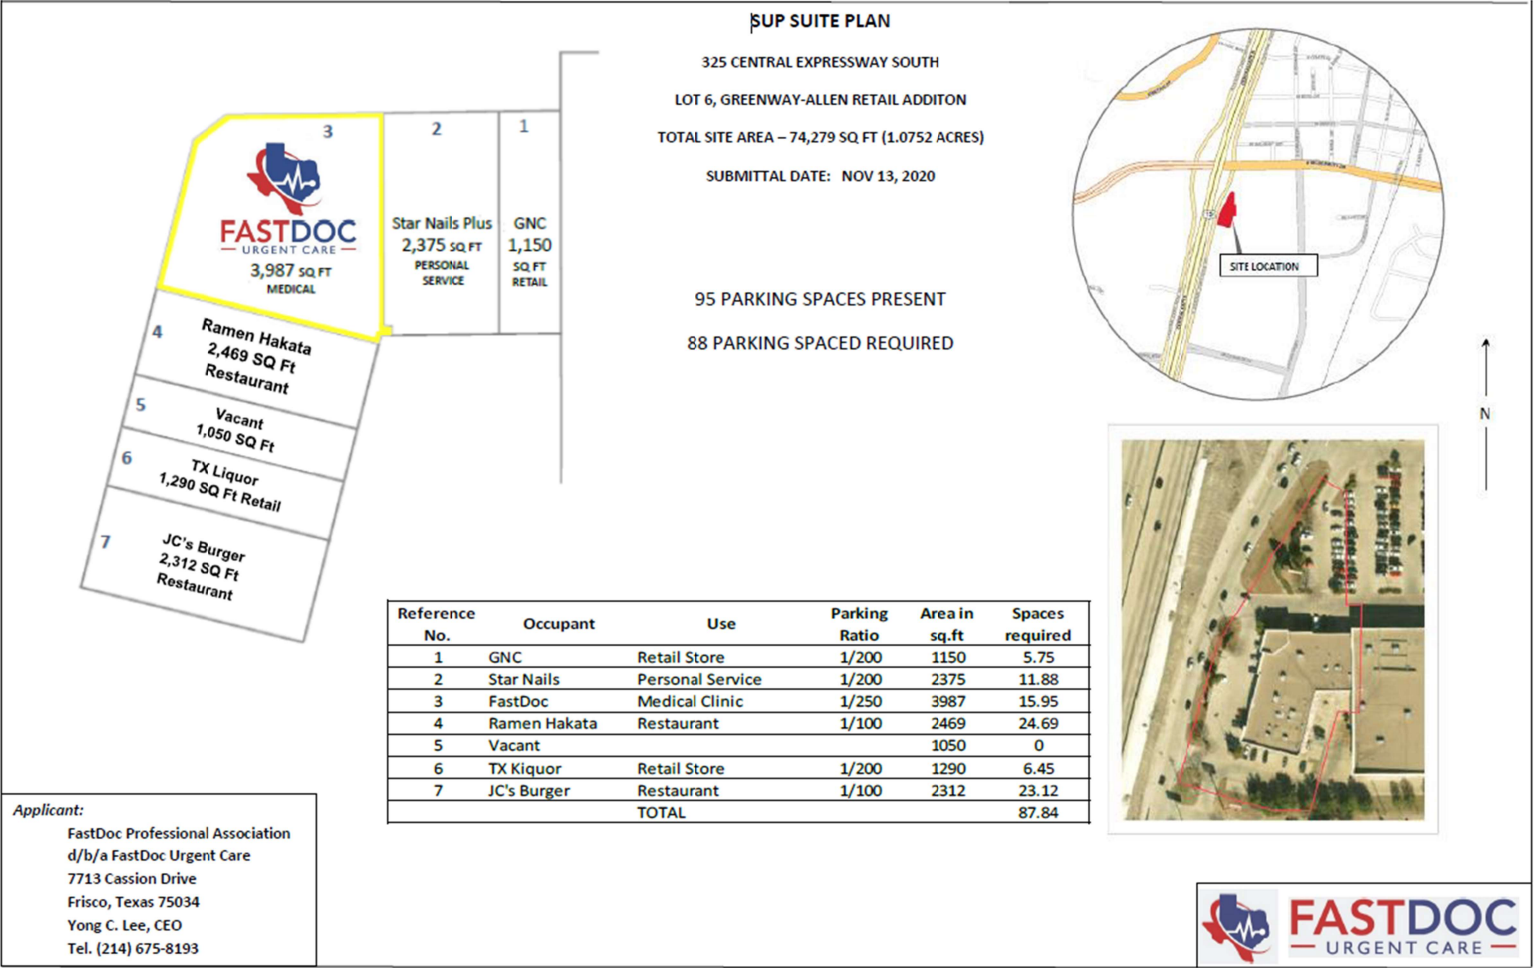 SUP SUITE PLAN
325 CENTRAL EXPRESSWAY SOUTH
LOT 6, GREENWAY-ALLEN RETAIL ADDITON
TOTAL SITE AREA – 74,279 SQ FT (1.0752 ACRES)
SUBMITTAL DATE: NOV 13, 2020
95 PARKING SPACES PRESENT
88 PARKING SPACED REQUIRED
3
FASTDOC
URGENT CARE
3,987 SQ FT
MEDICAL
2
Star Nails Plus
2,375 SQ FT
PERSONAL
SERVICE
1
GNC
1,150
SQ FT
RETAIL
4
Ramen Hakata
2,469 SQ Ft
Restaurant
5
Vacant
1,050 SQ Ft
6
TX Liquor
1,290 SQ Ft Retail
7
JC's Burger
2,312 SQ Ft
Restaurant
SITE LOCATION
N
Reference No. Occupant Use Parking Ratio Area in sq.ft Spaces required
1 GNC Retail Store 1/200 1150 5.75
2 Star Nails Personal Service 1/200 2375 11.88
3 FastDoc Medical Clinic 1/250 3987 15.95
4 Ramen Hakata Restaurant 1/100 2469 24.69
5 Vacant 1050 0
6 TX Kiquor Retail Store 1/200 1290 6.45
7 JC's Burger Restaurant 1/100 2312 23.12
TOTAL 87.84
Applicant:
FastDoc Professional Association
d/b/a FastDoc Urgent Care
7713 Cassion Drive
Frisco, Texas 75034
Yong C. Lee, CEO
Tel. (214) 675-8193
FASTDOC
URGENT CARE